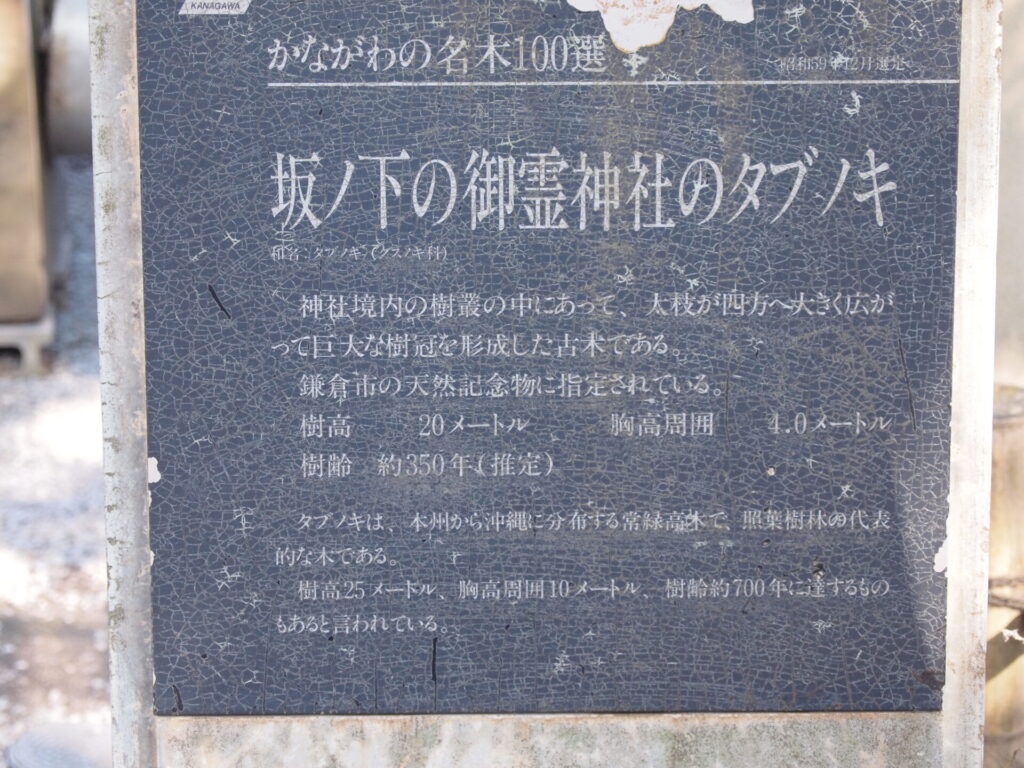 KANAGAWA
かながわの名木100選
昭和59年12月選定
坂ノ下の御霊神社のタブノキ
和名:タブノキ(クスノキ科)
神社境内の樹叢の中にあって、太枝が四方へ大きく広が
って巨大な樹冠を形成した古木である。
鎌倉市の天然記念物に指定されている。
樹高 20メートル 胸高周囲 4.0メートル
樹齢 約350年(推定)
タブノキは、本州から沖縄に分布する常緑高木で、照葉樹林の代表
的な木である。
樹高25メートル、胸高周囲10メートル、樹齢約700年に達するもの
もあると言われている。